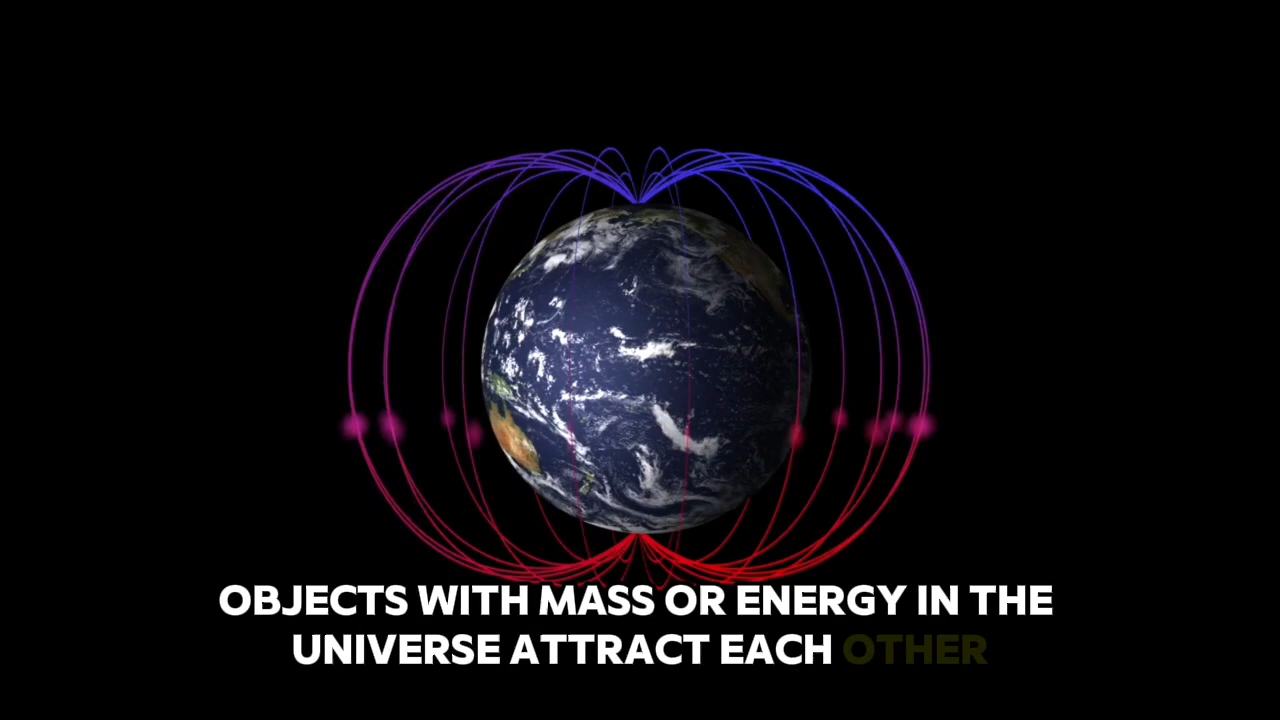 OBJECTS WITH MASS OR ENERGY IN THE
UNIVERSE ATTRACT EACH OTHER